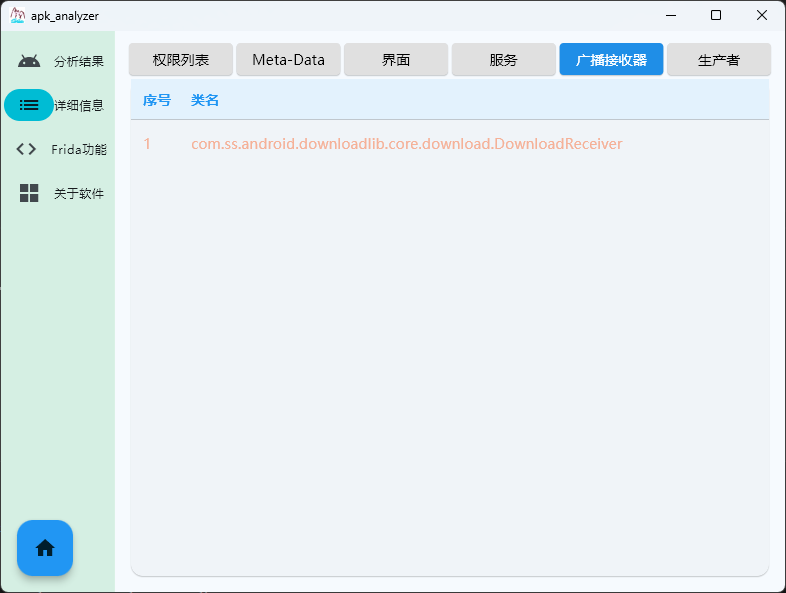 apk_analyzer
分析结果
详细信息
Frida功能
关于软件
权限列表 Meta-Data 界面 服务 广播接收器 生产者
序号 类名
1 com.ss.android.downloadlib.core.download.DownloadReceiver